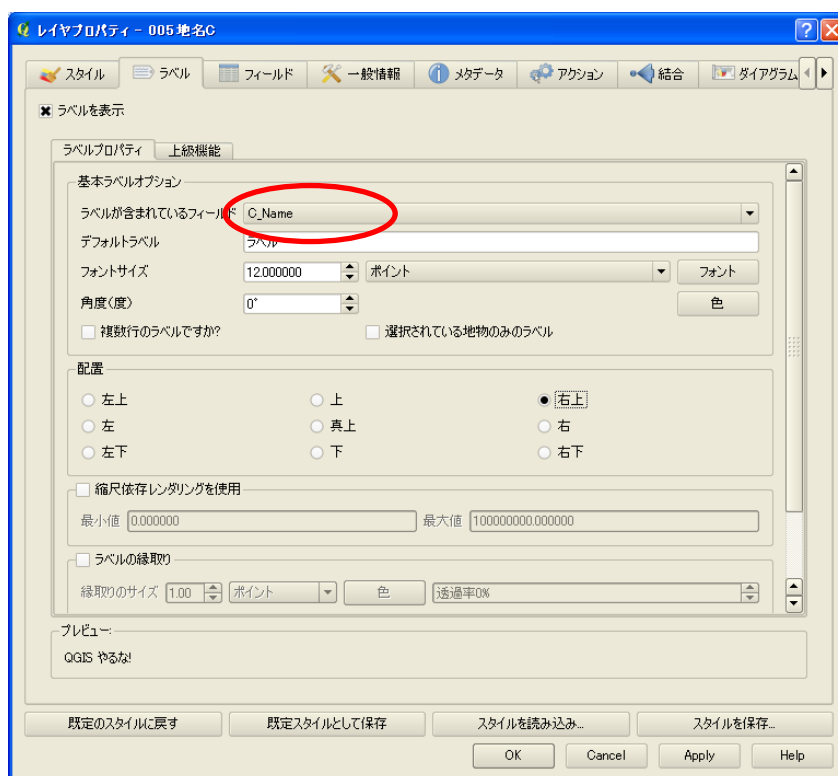 レイヤプロパティ - 005地名C
スタイル ラベル フィールド 一般情報 メタデータ アクション 結合 ダイアグラム
ラベルを表示
ラベルプロパティ 上級機能
基本ラベルオプション
ラベルが含まれているフィールド C_Name
デフォルトラベル ラベル
フォントサイズ 12.000000 ポイント フォント
角度(度) 0° 色
複数行のラベルですか? 選択されている地物のみのラベル
配置
左上 上 右上
左 真上 右
左下 下 右下
縮尺依存レンダリングを使用
最小値 0.000000 最大値 100000000.000000
ラベルの縁取り
縁取りのサイズ 1.00 ポイント 色 透過率0%
プレビュー:
QGIS やるな!
既定のスタイルに戻す 既定スタイルとして保存 スタイルを読み込み... スタイルを保存...
OK Cancel Apply Help